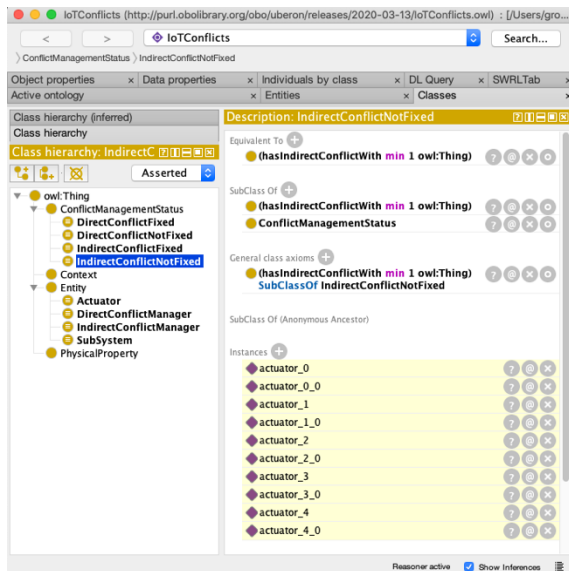 IoTConflicts (http://purl.obolibrary.org/obo/uberon/releases/2020-03-13/IoTConflicts.owl) : [/Users/gro...
< > IoTConflicts Search...
ConflictManagementStatus IndirectConflictNotFixed
Object properties × Data properties × Individuals by class × DL Query × SWRLTab ×
Active ontology × Entities × Classes ×
Class hierarchy (inferred)
Class hierarchy
Class hierarchy: IndirectC
Asserted
owl:Thing
ConflictManagementStatus
DirectConflictFixed
DirectConflictNotFixed
IndirectConflictFixed
IndirectConflictNotFixed
Context
Entity
Actuator
DirectConflictManager
IndirectConflictManager
SubSystem
PhysicalProperty
Description: IndirectConflictNotFixed
Equivalent To
(hasIndirectConflictWith min 1 owl:Thing)
SubClass Of
(hasIndirectConflictWith min 1 owl:Thing)
ConflictManagementStatus
General class axioms
(hasIndirectConflictWith min 1 owl:Thing)
SubClassOf IndirectConflictNotFixed
SubClass Of (Anonymous Ancestor)
Instances
actuator_0
actuator_0_0
actuator_1
actuator_1_0
actuator_2
actuator_2_0
actuator_3
actuator_3_0
actuator_4
actuator_4_0
Reasoner active Show Inferences